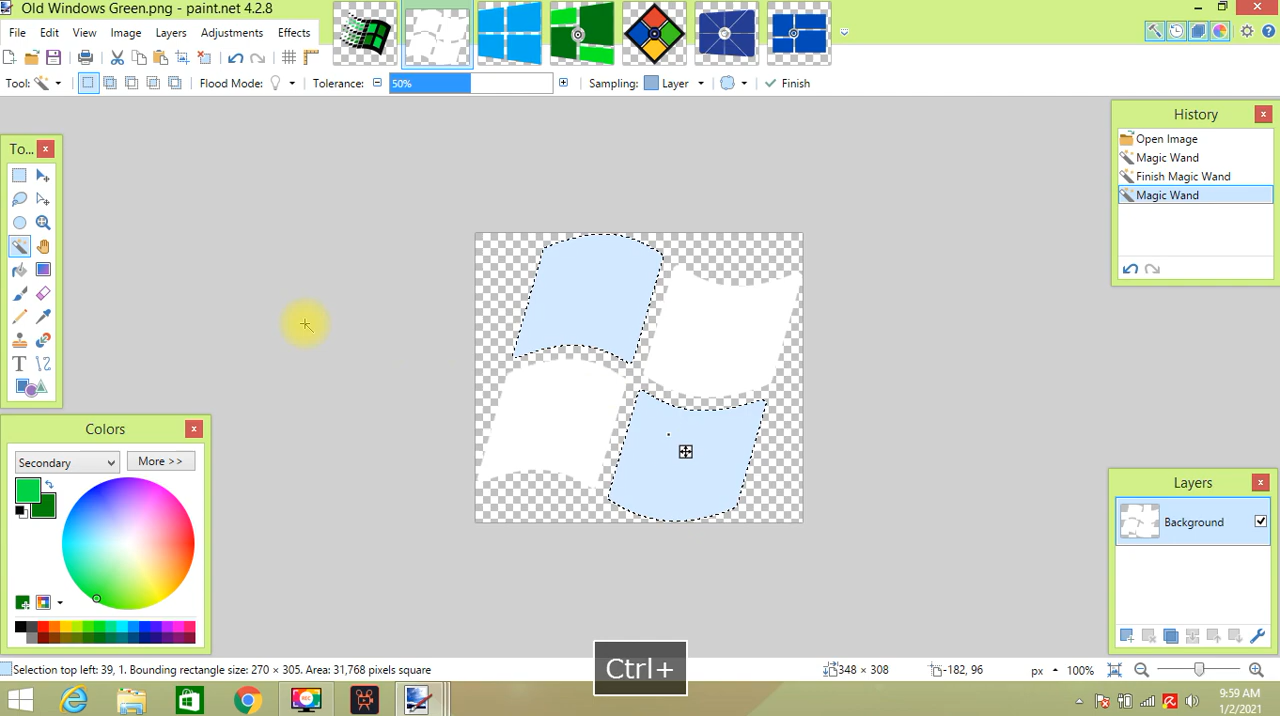 Old Windows Green.png - paint.net 4.2.8
File Edit View Image Layers Adjustments Effects
Tool: Flood Mode: Tolerance: 50% Sampling: Layer Finish
To...
History
Open Image
Magic Wand
Finish Magic Wand
Magic Wand
Colors
Secondary More >>
Layers
Background
Ctrl+
Selection top left: 39, 1. Bounding rectangle size: 270 × 305. Area: 31,768 pixels square 348 × 308 -182, 96 px 100%
9:59 AM
1/2/2021